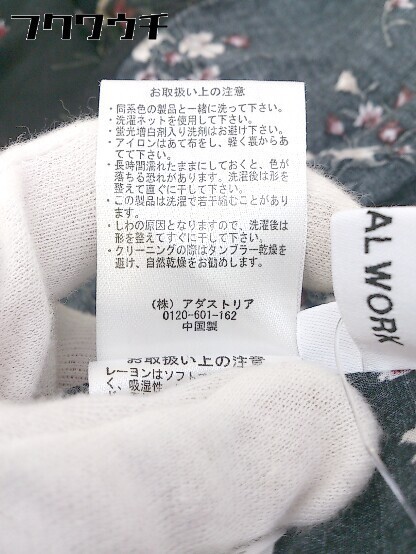 フクワウチ
お取扱い上の注意
・同系色の製品と一緒に洗って下さい。
・洗濯ネットを使用して下さい。
・蛍光増白剤入り洗剤はお避け下さい。
・アイロンはあて布をし、軽く裏からあ
てて下さい。
・長時間濡れたままにしておくと、色が
落ちる恐れがあります。洗濯後は形を
整えて直ぐに干して下さい。
・この製品は洗濯で若干縮むことがあり
ます。
・しわの原因となりますので、洗濯後は
形を整えてすぐに干して下さい。
・クリーニングの際はタンブラー乾燥を
避け、自然乾燥をお勧めします。
(株) アダストリア
0120-601-162
中国製
AL WORK
お取扱い上の注意
レーヨンはソフト
く、吸湿性